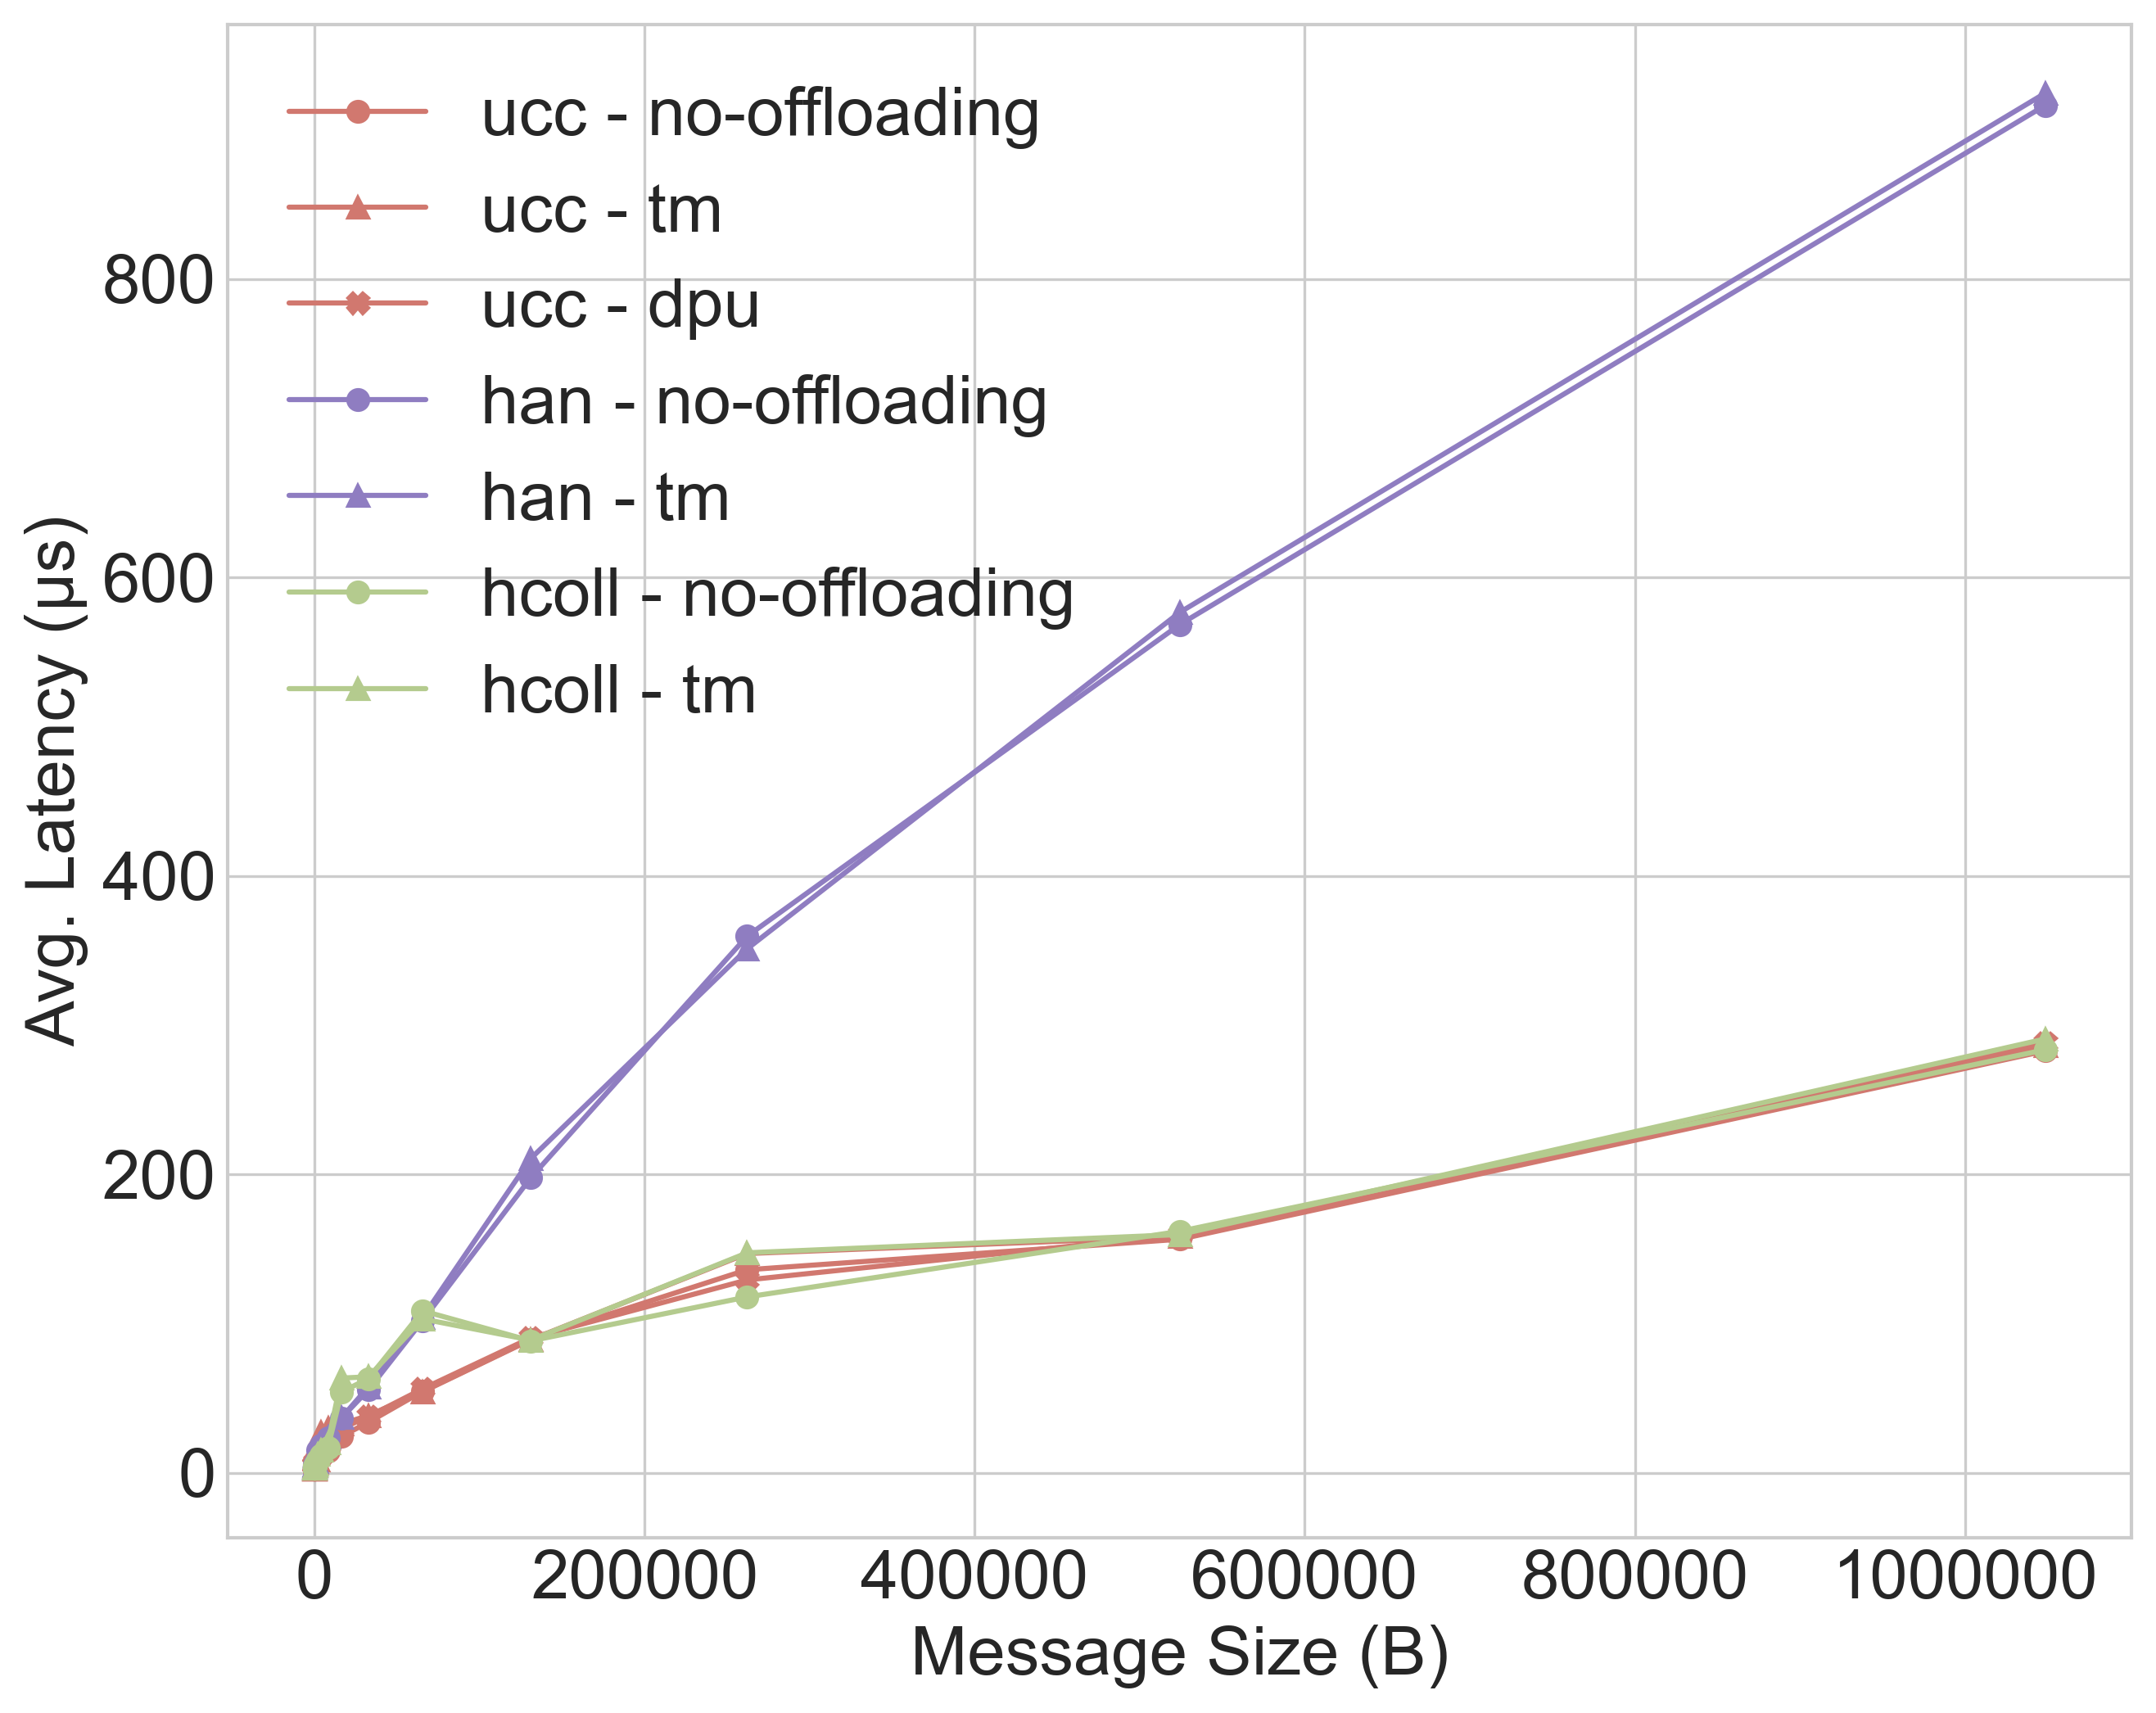 ucc - no-offloading
ucc - tm
ucc - dpu
han - no-offloading
han - tm
hcoll - no-offloading
hcoll - tm
Avg. Latency (µs)
800
600
400
200
0
0 200000 400000 600000 800000 1000000
Message Size (B)